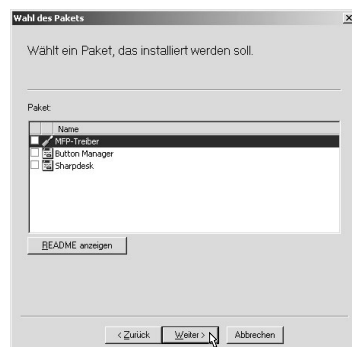 Wahl des Pakets
Wählt ein Paket, das installiert werden soll.
Paket:
Name
MFP-Treiber
Button Manager
Sharpdesk
README anzeigen
< Zurück Weiter > Abbrechen